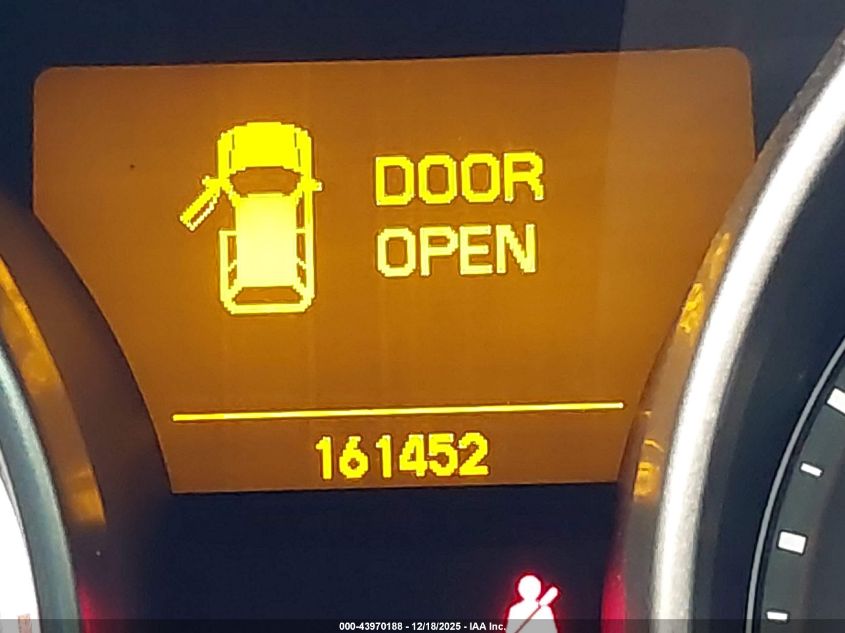 DOOR
OPEN
161452
000-43970188 - 12/18/2025 - IAA Inc.